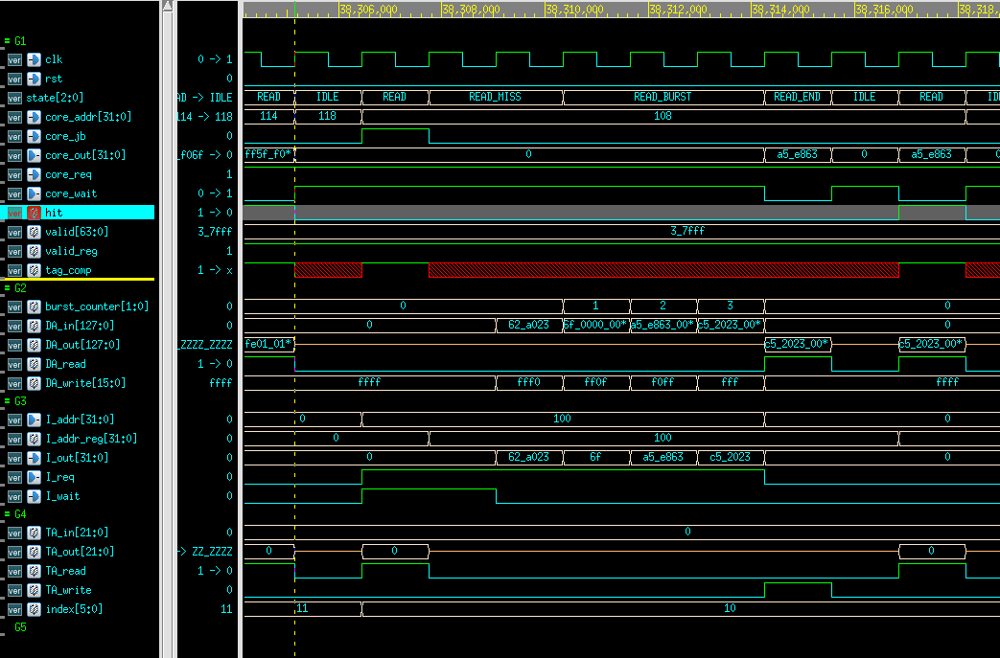 38,306,000 38,308,000 38,310,000 38,312,000 38,314,000 38,316,000 38,318,
= G1
ver clk 0 -> 1
ver rst 0
ver state[2:0] AD -> IDLE READ IDLE READ READ_MISS READ_BURST READ_END IDLE READ ID
ver core_addr[31:0] 114 -> 118 114 118 108
ver core_jb 0
ver core_out[31:0] _f06f -> 0 ff5f_f0* 0 a5_e863 0 a5_e863 0
ver core_req 1
ver core_wait 0 -> 1
ver hit 1 -> 0
ver valid[63:0] 3_7fff 3_7fff
ver valid_reg 1
ver tag_comp 1 -> x
= G2
ver burst_counter[1:0] 0 0 1 2 3 0
ver DA_in[127:0] 0 0 62_a023 6f_0000_00* a5_e863_00* c5_2023_00* 0
ver DA_out[127:0] _ZZZZ_ZZZZ fe01_01* c5_2023_00* c5_2023_00*
ver DA_read 1 -> 0
ver DA_write[15:0] ffff ffff fff0 ff0f f0ff fff ffff
= G3
ver I_addr[31:0] 0 0 100 0
ver I_addr_reg[31:0] 0 0 100 0
ver I_out[31:0] 0 0 62_a023 6f a5_e863 c5_2023 0
ver I_req 0
ver I_wait 0
= G4
ver TA_in[21:0] 0 0
ver TA_out[21:0] -> ZZ_ZZZZ 0 0 0
ver TA_read 1 -> 0
ver TA_write 0
ver index[5:0] 11 11 10
G5